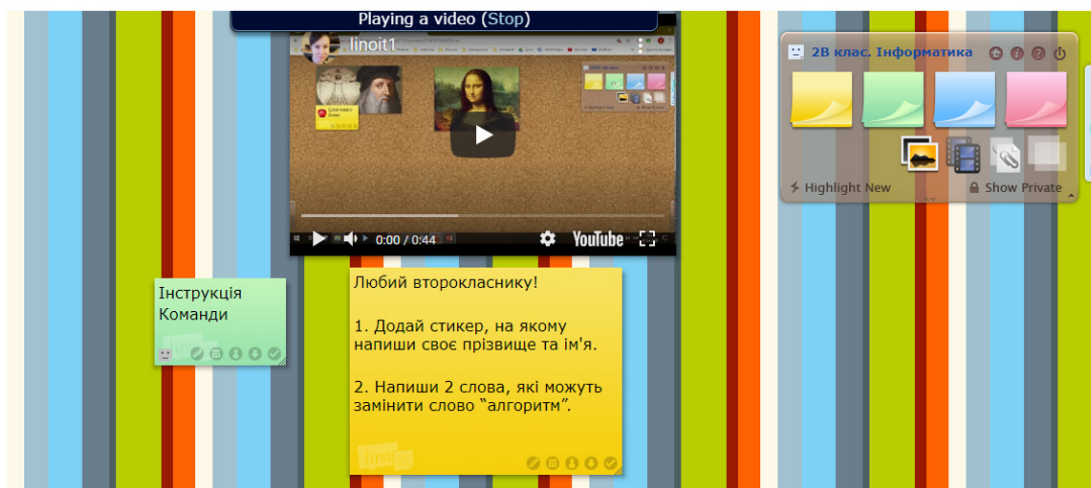 Playing a video (Stop)
linoit1
0:00 / 0:44
YouTube
2В клас. Інформатика
Highlight New
Show Private
Інструкція
Команди
Любий второкласнику!
1. Додай стикер, на якому
напиши своє прізвище та ім'я.
2. Напиши 2 слова, які можуть
замінити слово “алгоритм”.
lino it